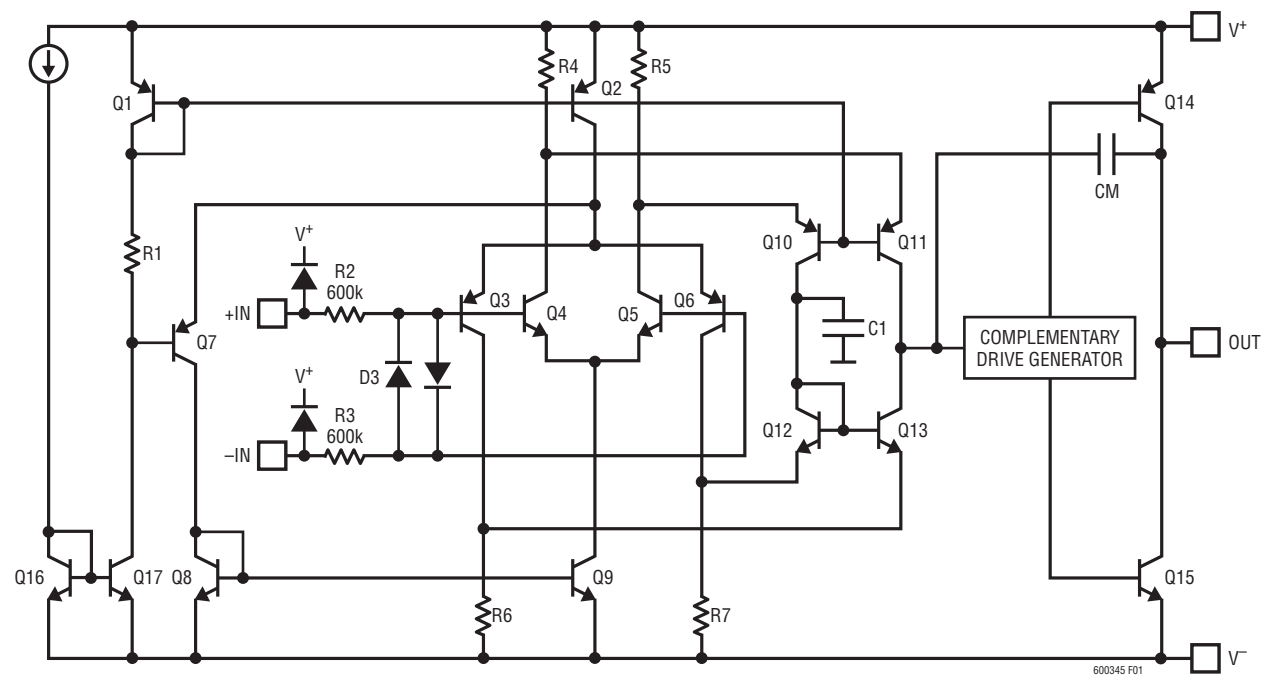 V+
R4
R5
Q1
Q2
Q14
CM
R1
V+
R2
600k
+IN
Q3
Q4
Q5
Q6
Q10
Q11
Q7
C1
COMPLEMENTARY
DRIVE GENERATOR
OUT
D3
V+
R3
600k
–IN
Q12
Q13
Q16
Q17
Q8
Q9
Q15
R6
R7
V–
600345 F01